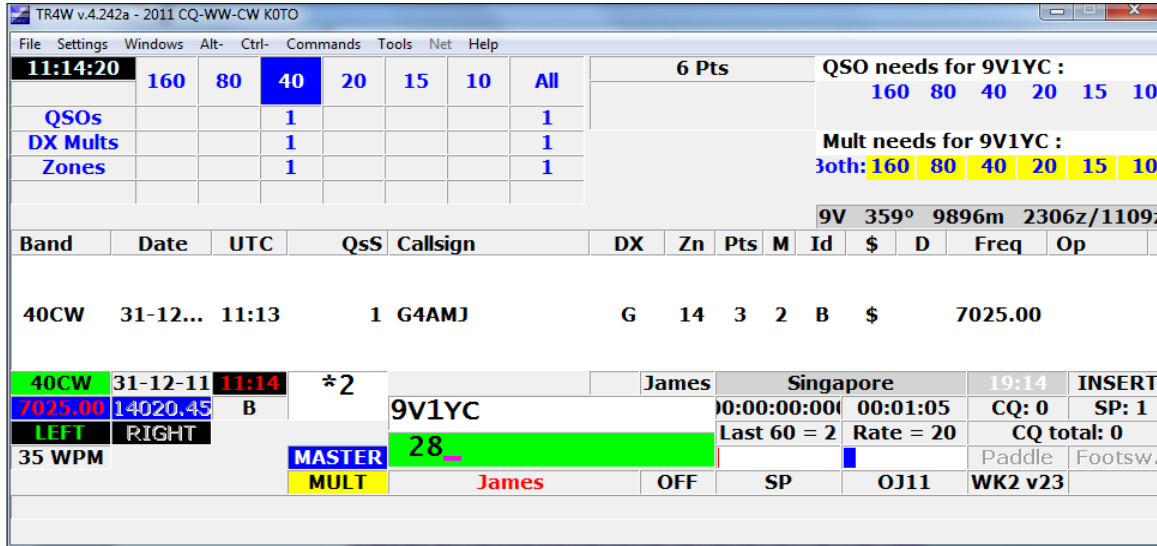 TR4W v.4.242a - 2011 CQ-WW-CW K0TO
File Settings Windows Alt- Ctrl- Commands Tools Net Help
11:14:20 160 80 40 20 15 10 All 6 Pts QSO needs for 9V1YC :
160 80 40 20 15 10
QSOs 1 1
DX Mults 1 1 Mult needs for 9V1YC :
Zones 1 1 Both: 160 80 40 20 15 10
9V 359º 9896m 2306z/1109z
Band Date UTC QsS Callsign DX Zn Pts M Id $ D Freq Op
40CW 31-12... 11:13 1 G4AMJ G 14 3 2 B $ 7025.00
40CW 31-12-11 11:14 *2 James Singapore 19:14 INSERT
7025.00 14020.45 B 9V1YC 00:00:00:000 00:01:05 CQ: 0 SP: 1
LEFT RIGHT 28 Last 60 = 2 Rate = 20 CQ total: 0
35 WPM MASTER Paddle Footsw.
MULT James OFF SP OJ11 WK2 v23